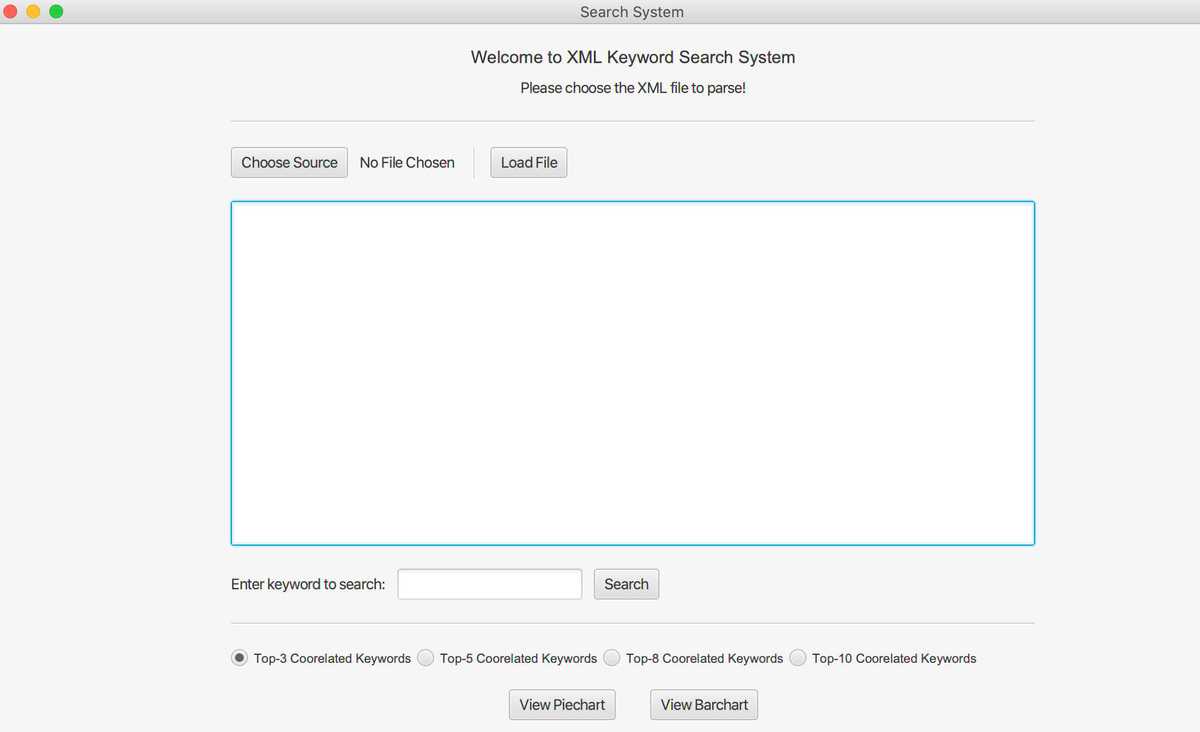 Search System
Welcome to XML Keyword Search System
Please choose the XML file to parse!
Choose Source No File Chosen Load File
Enter keyword to search: Search
Top-3 Coorelated Keywords Top-5 Coorelated Keywords Top-8 Coorelated Keywords Top-10 Coorelated Keywords
View Piechart View Barchart